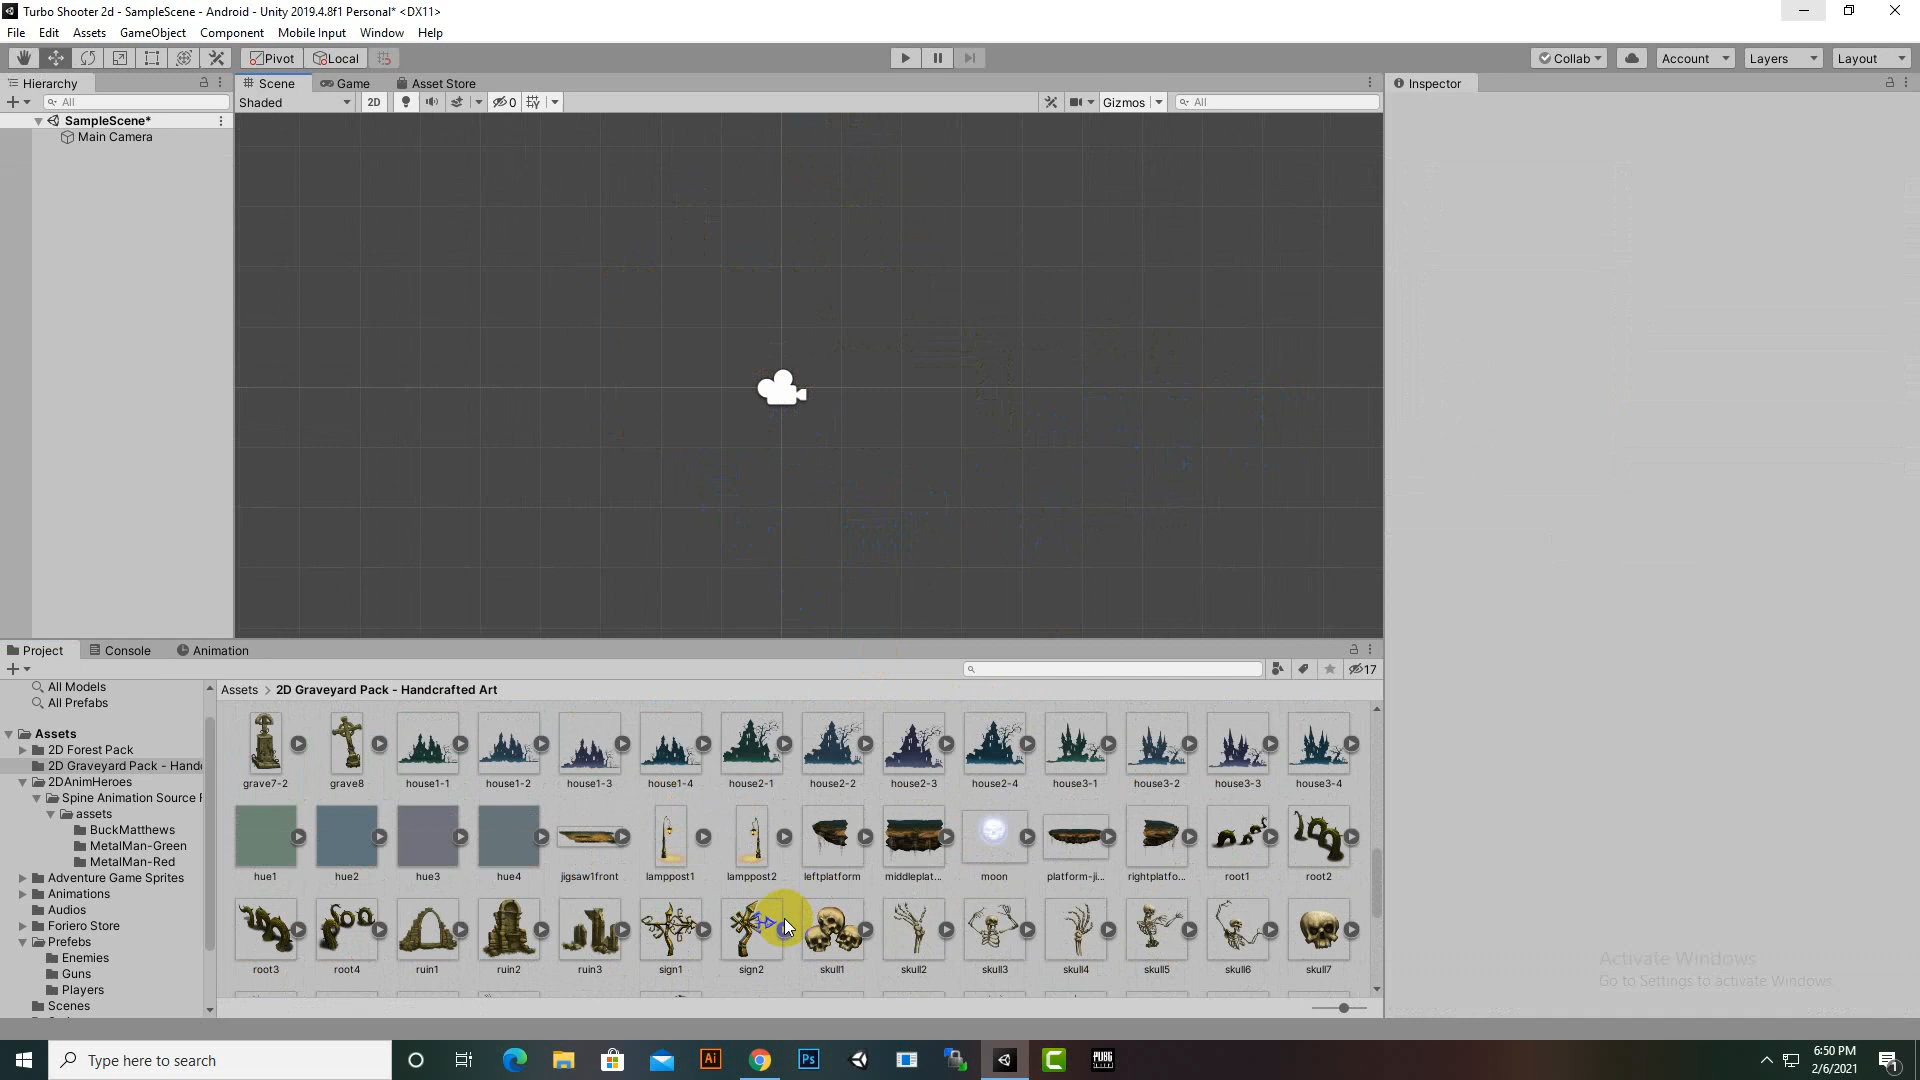 Turbo Shooter 2d - SampleScene - Android - Unity 2019.4.8f1 Personal* <DX11>
File Edit Assets GameObject Component Mobile Input Window Help
Pivot Local Collab Account Layers Layout
Hierarchy Scene Game Asset Store Inspector
All Shaded 2D 0 Gizmos All
SampleScene*
Main Camera
Project Console Animation
17
All Models
All Prefabs
Assets
2D Forest Pack
2D Graveyard Pack - Hand
2DAnimHeroes
Spine Animation Source F
assets
BuckMatthews
MetalMan-Green
MetalMan-Red
Adventure Game Sprites
Animations
Audios
Foriero Store
Prefebs
Enemies
Guns
Players
Scenes
Assets > 2D Graveyard Pack - Handcrafted Art
grave7-2 grave8 house1-1 house1-2 house1-3 house1-4 house2-1 house2-2 house2-3 house2-4 house3-1 house3-2 house3-3 house3-4
hue1 hue2 hue3 hue4 jigsaw1front lamppost1 lamppost2 leftplatform middleplat... moon platform-ji... rightplatfo... root1 root2
root3 root4 ruin1 ruin2 ruin3 sign1 sign2 skull1 skull2 skull3 skull4 skull5 skull6 skull7
Activate Windows
Go to Settings to activate Windows.
Type here to search
Ai
Ps
PUBG
6:50 PM
2/6/2021
1